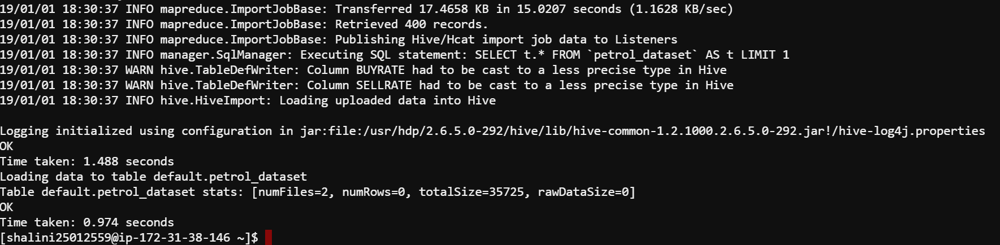 19/01/01 18:30:37 INFO mapreduce.ImportJobBase: Transferred 17.4658 KB in 15.0207 seconds (1.1628 KB/sec)
19/01/01 18:30:37 INFO mapreduce.ImportJobBase: Retrieved 400 records.
19/01/01 18:30:37 INFO mapreduce.ImportJobBase: Publishing Hive/Hcat import job data to Listeners
19/01/01 18:30:37 INFO manager.SqlManager: Executing SQL statement: SELECT t.* FROM `petrol_dataset` AS t LIMIT 1
19/01/01 18:30:37 WARN hive.TableDefWriter: Column BUYRATE had to be cast to a less precise type in Hive
19/01/01 18:30:37 WARN hive.TableDefWriter: Column SELLRATE had to be cast to a less precise type in Hive
19/01/01 18:30:37 INFO hive.HiveImport: Loading uploaded data into Hive
Logging initialized using configuration in jar:file:/usr/hdp/2.6.5.0-292/hive/lib/hive-common-1.2.1000.2.6.5.0-292.jar!/hive-log4j.properties
OK
Time taken: 1.488 seconds
Loading data to table default.petrol_dataset
Table default.petrol_dataset stats: [numFiles=2, numRows=0, totalSize=35725, rawDataSize=0]
OK
Time taken: 0.974 seconds
[shalini25012559@ip-172-31-38-146 ~]$